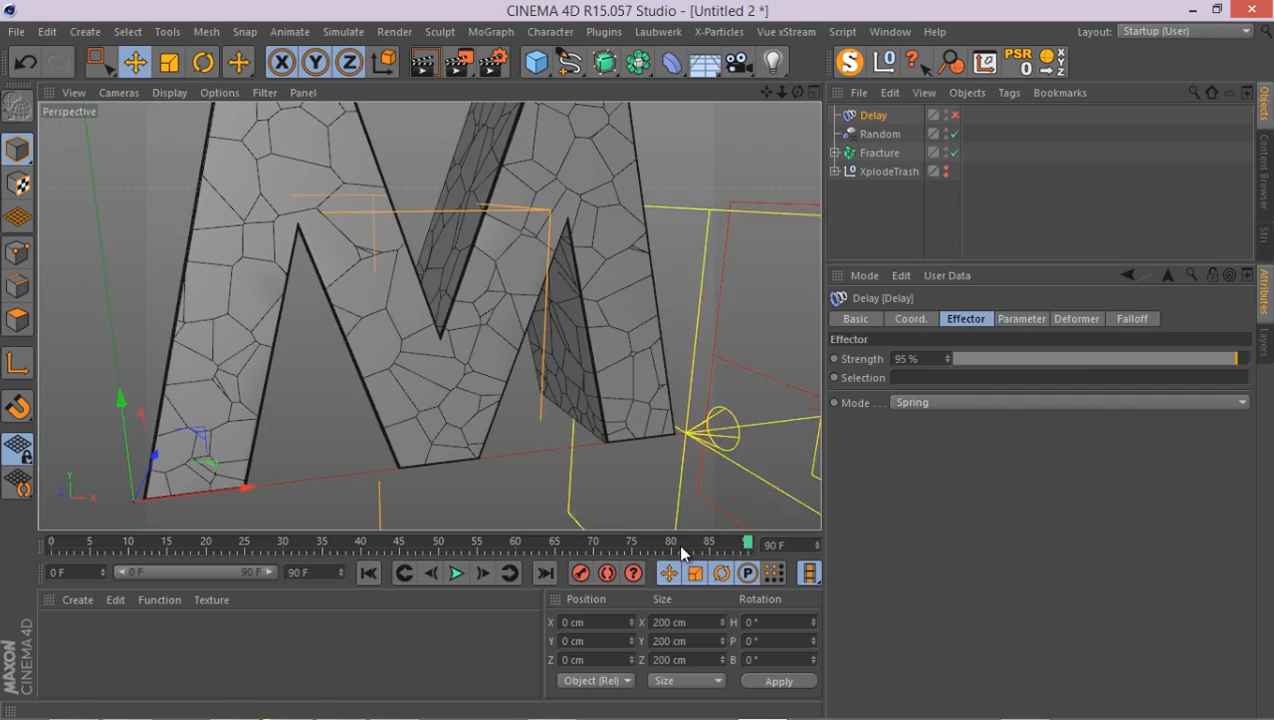 CINEMA 4D R15.057 Studio - [Untitled 2 *]
File Edit Create Select Tools Mesh Snap Animate Simulate Render Sculpt MoGraph Character Plugins Laubwerk X-Particles Vue xStream Script Window Help Layout: Startup (User)
X Y Z PSR 0
View Cameras Display Options Filter Panel
File Edit View Objects Tags Bookmarks
Perspective
Delay
Random
Fracture
XplodeTrash
Objects
Content Browser
Stru
Mode Edit User Data
Delay [Delay]
Basic Coord. Effector Parameter Deformer Falloff
Effector
Strength 95 %
Selection
Mode . . . Spring
Attributes
Layers
Y
Z X
0 5 10 15 20 25 30 35 40 45 50 55 60 65 70 75 80 85 90 F
0 F 0 F 90 F 90 F P
Create Edit Function Texture
Position Size Rotation
X 0 cm X 200 cm H 0 °
Y 0 cm Y 200 cm P 0 °
Z 0 cm Z 200 cm B 0 °
Object (Rel) Size Apply
MAXON
CINEMA 4D